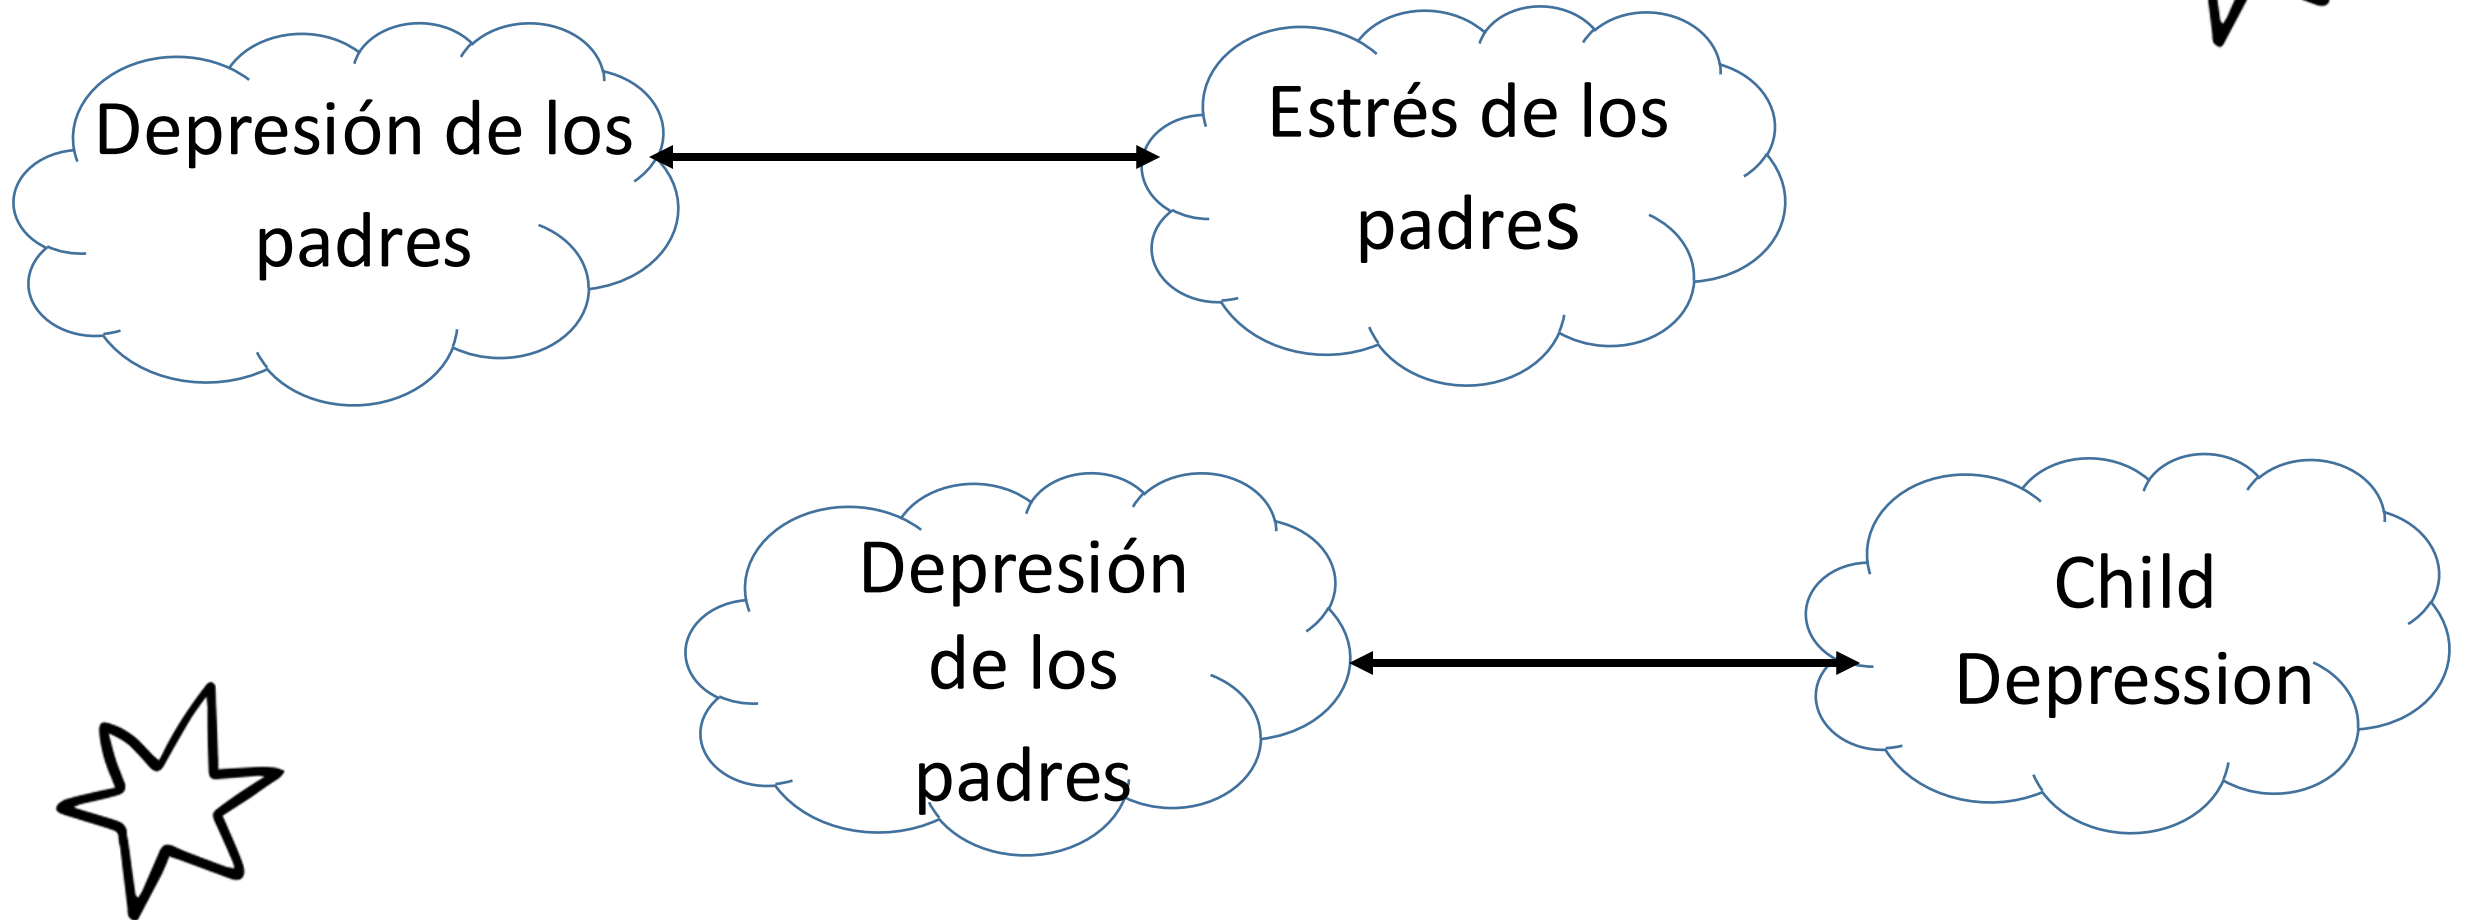 Depresión de los
padres
Estrés de los
padres
Depresión
de los
padres
Child
Depression